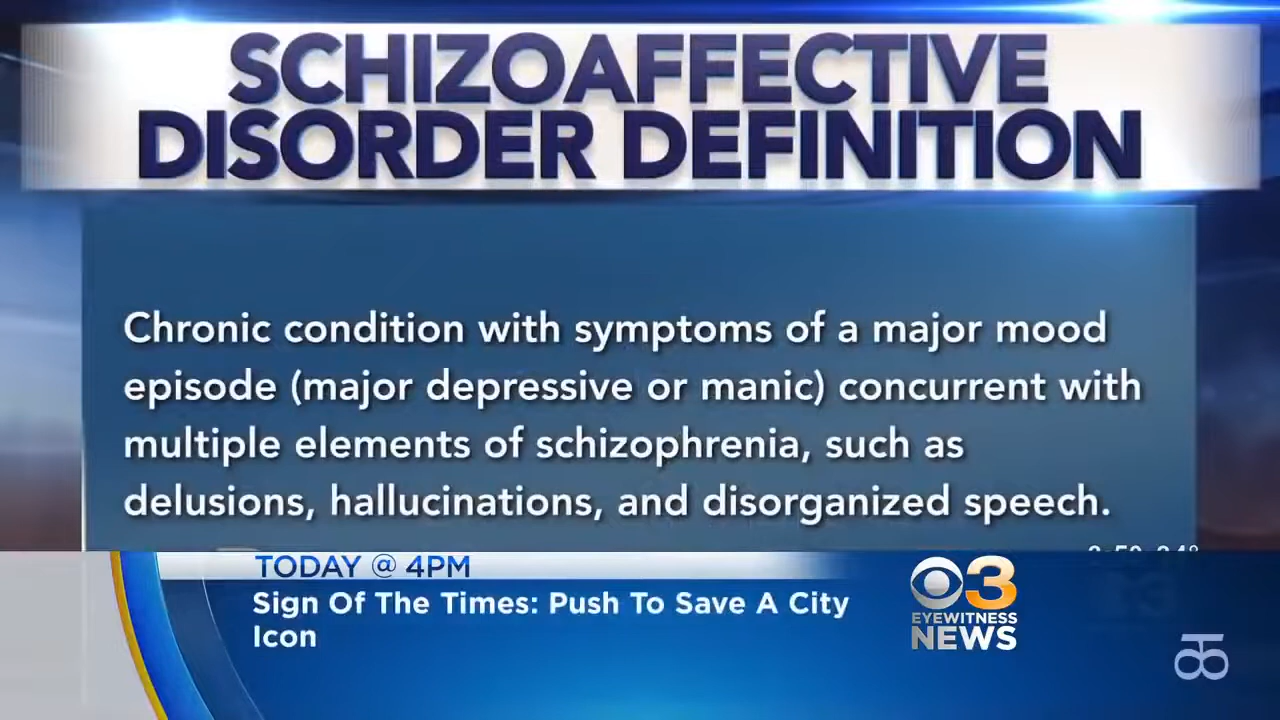 SCHIZOAFFECTIVE
DISORDER DEFINITION
Chronic condition with symptoms of a major mood
episode (major depressive or manic) concurrent with
multiple elements of schizophrenia, such as
delusions, hallucinations, and disorganized speech.
TODAY @ 4PM
Sign Of The Times: Push To Save A City
Icon
3
EYEWITNESS
NEWS